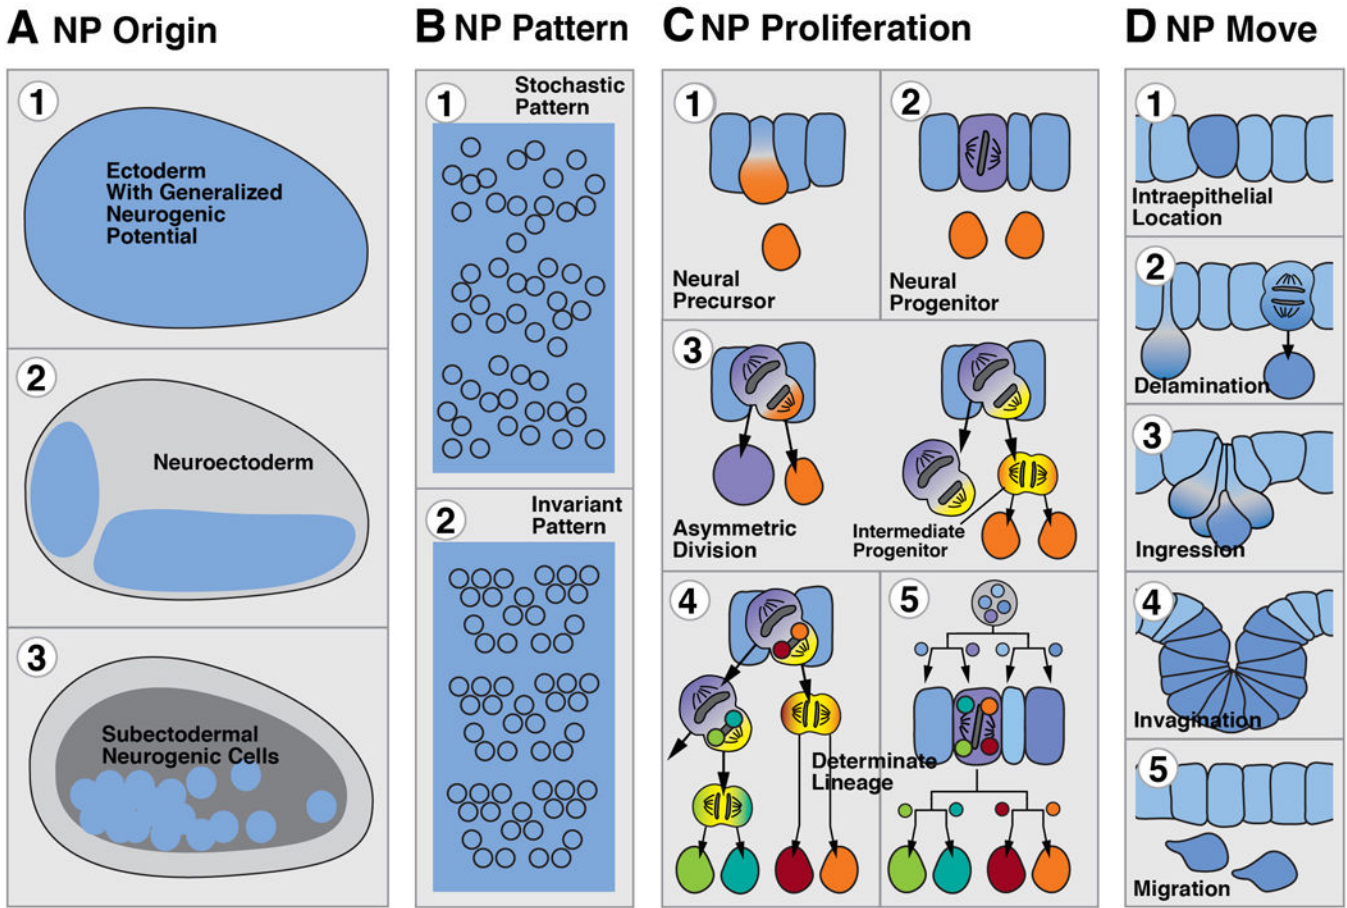 A NP Origin
1
Ectoderm
With Generalized
Neurogenic
Potential
2
Neuroectoderm
3
Subectodermal
Neurogenic Cells
B NP Pattern
1
Stochastic
Pattern
2
Invariant
Pattern
C NP Proliferation
1
Neural
Precursor
2
Neural
Progenitor
3
Asymmetric
Division
Intermediate
Progenitor
4
5
Determinate
Lineage
D NP Move
1
Intraepithelial
Location
2
Delamination
3
Ingression
4
Invagination
5
Migration